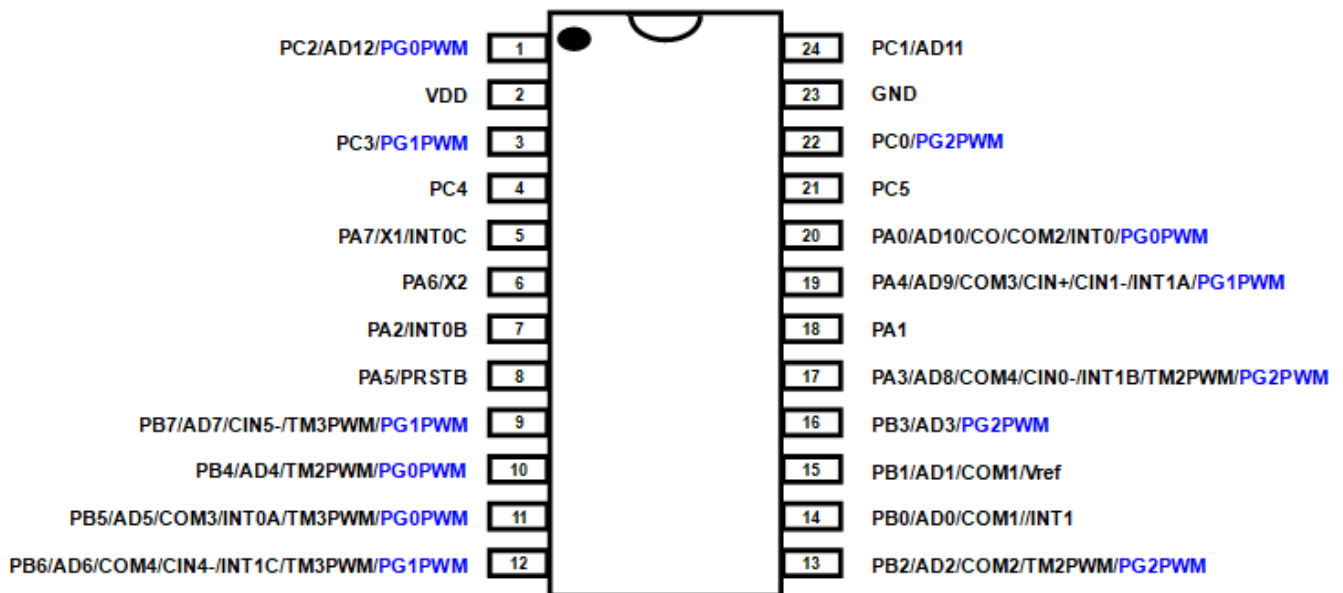 PC2/AD12/PG0PWM 1 24 PC1/AD11
VDD 2 23 GND
PC3/PG1PWM 3 22 PC0/PG2PWM
PC4 4 21 PC5
PA7/X1/INT0C 5 20 PA0/AD10/CO/COM2/INT0/PG0PWM
PA6/X2 6 19 PA4/AD9/COM3/CIN+/CIN1-/INT1A/PG1PWM
PA2/INT0B 7 18 PA1
PA5/PRSTB 8 17 PA3/AD8/COM4/CIN0-/INT1B/TM2PWM/PG2PWM
PB7/AD7/CIN5-/TM3PWM/PG1PWM 9 16 PB3/AD3/PG2PWM
PB4/AD4/TM2PWM/PG0PWM 10 15 PB1/AD1/COM1/Vref
PB5/AD5/COM3/INT0A/TM3PWM/PG0PWM 11 14 PB0/AD0/COM1//INT1
PB6/AD6/COM4/CIN4-/INT1C/TM3PWM/PG1PWM 12 13 PB2/AD2/COM2/TM2PWM/PG2PWM